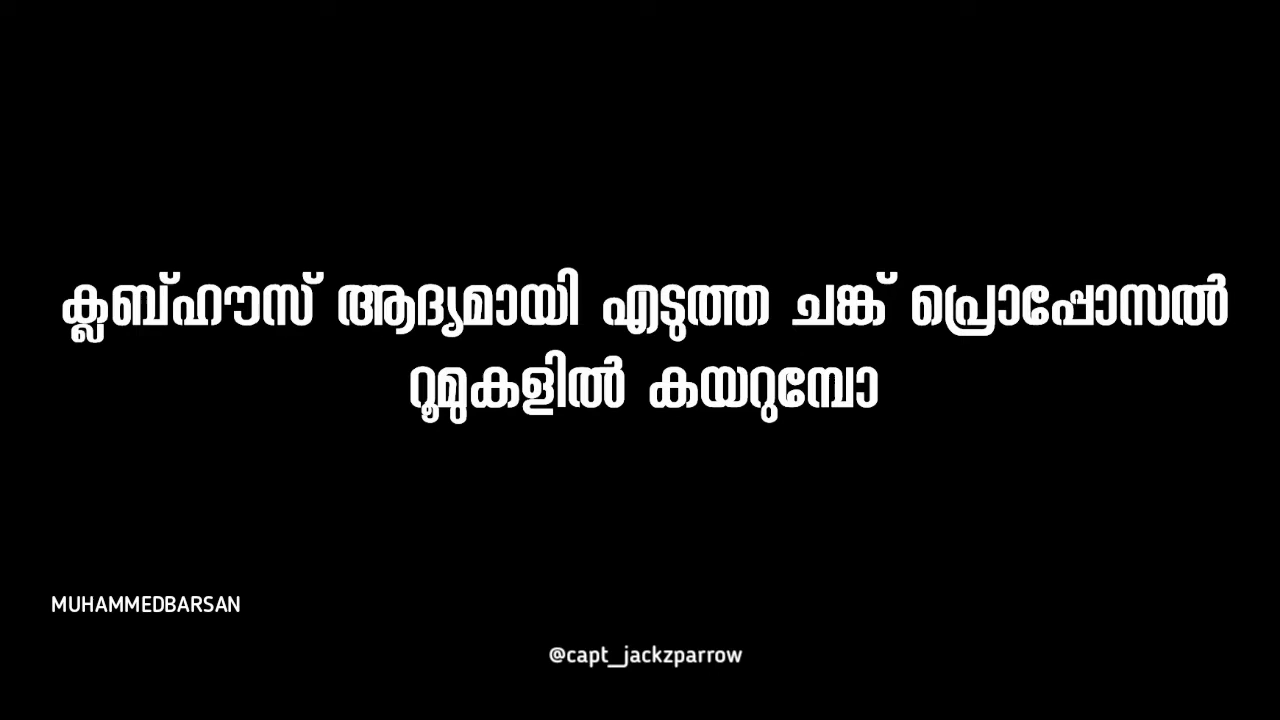 ക്ലബ്ഹൗസ് ആദ്യമായി എടുത്ത ചങ്ക് പ്രൊപ്പോസൽ
റൂമുകളിൽ കയറുമ്പോ
MUHAMMEDBARSAN
@capt_jackzparrow